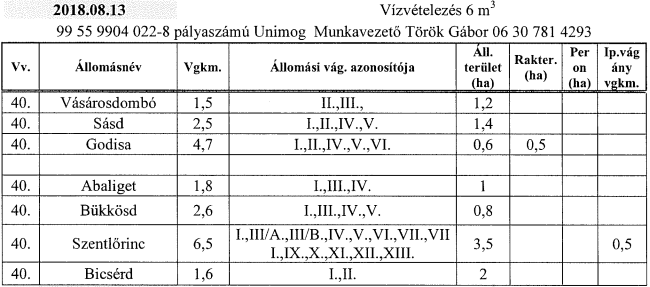 2018.08.13 Vízvételezés 6 m³
99 55 9904 022-8 pályaszámú Unimog Munkavezető Török Gábor 06 30 781 4293
Vv. Állomásnév Vgkm. Állomási vág. azonosítója Áll. terület (ha) Rakter. (ha) Per on (ha) Ip.vág ány vgkm.
40. Vásárosdombó 1,5 II.,III., 1,2
40. Sásd 2,5 I.,II.,IV.,V. 1,4
40. Godisa 4,7 I.,II.,IV.,V.,VI. 0,6 0,5
40. Abaliget 1,8 I.,III.,IV. 1
40. Bükkösd 2,6 I.,III.,IV.,V. 0,8
40. Szentlőrinc 6,5 I.,III/A.,III/B.,IV.,V.,VI.,VII.,VII I.,IX.,X.,XI.,XII.,XIII. 3,5 0,5
40. Bicsérd 1,6 I.,II. 2